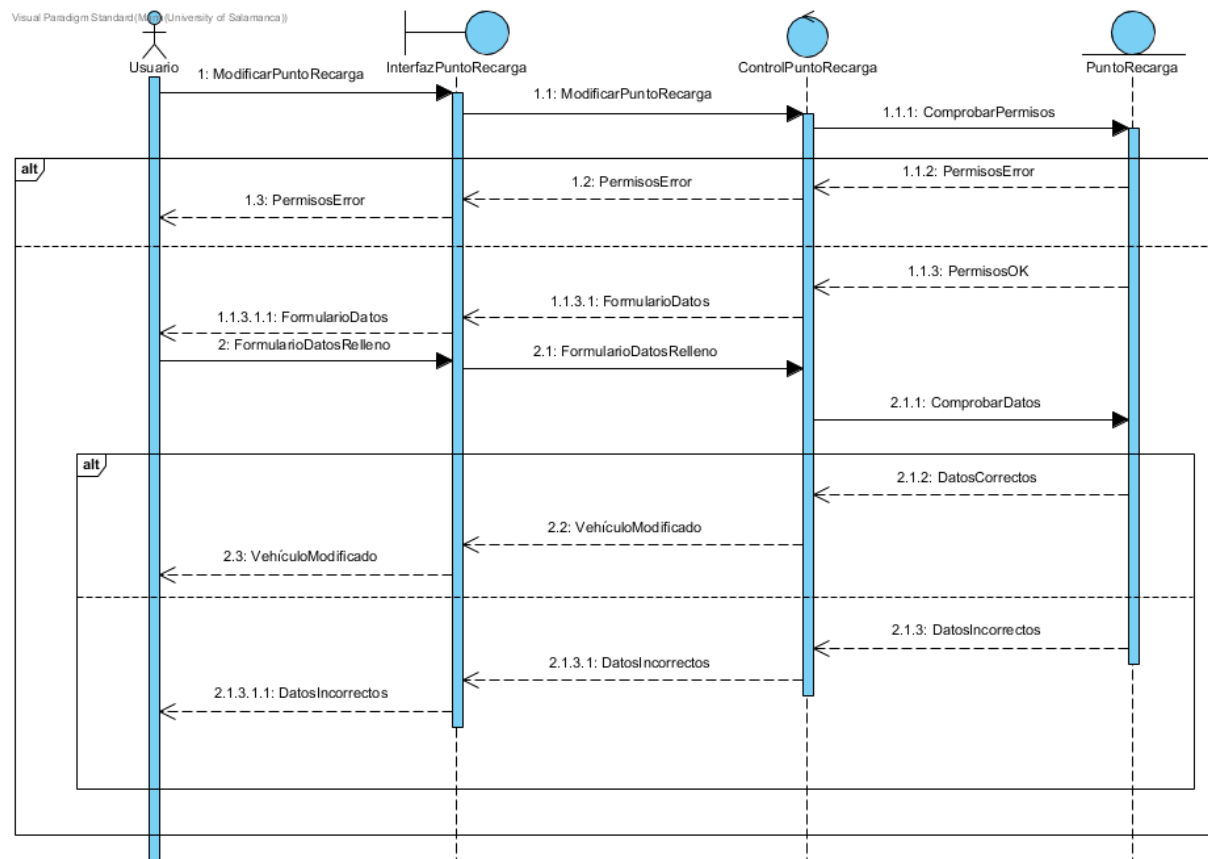 Visual Paradigm Standard(M (University of Salamanca))
Usuario
InterfazPuntoRecarga
ControlPuntoRecarga
PuntoRecarga
1: ModificarPuntoRecarga
1.1: ModificarPuntoRecarga
1.1.1: ComprobarPermisos
alt
1.1.2: PermisosError
1.2: PermisosError
1.3: PermisosError
1.1.3: PermisosOK
1.1.3.1: FormularioDatos
1.1.3.1.1: FormularioDatos
2: FormularioDatosRelleno
2.1: FormularioDatosRelleno
2.1.1: ComprobarDatos
alt
2.1.2: DatosCorrectos
2.2: VehículoModificado
2.3: VehículoModificado
2.1.3: DatosIncorrectos
2.1.3.1: DatosIncorrectos
2.1.3.1.1: DatosIncorrectos